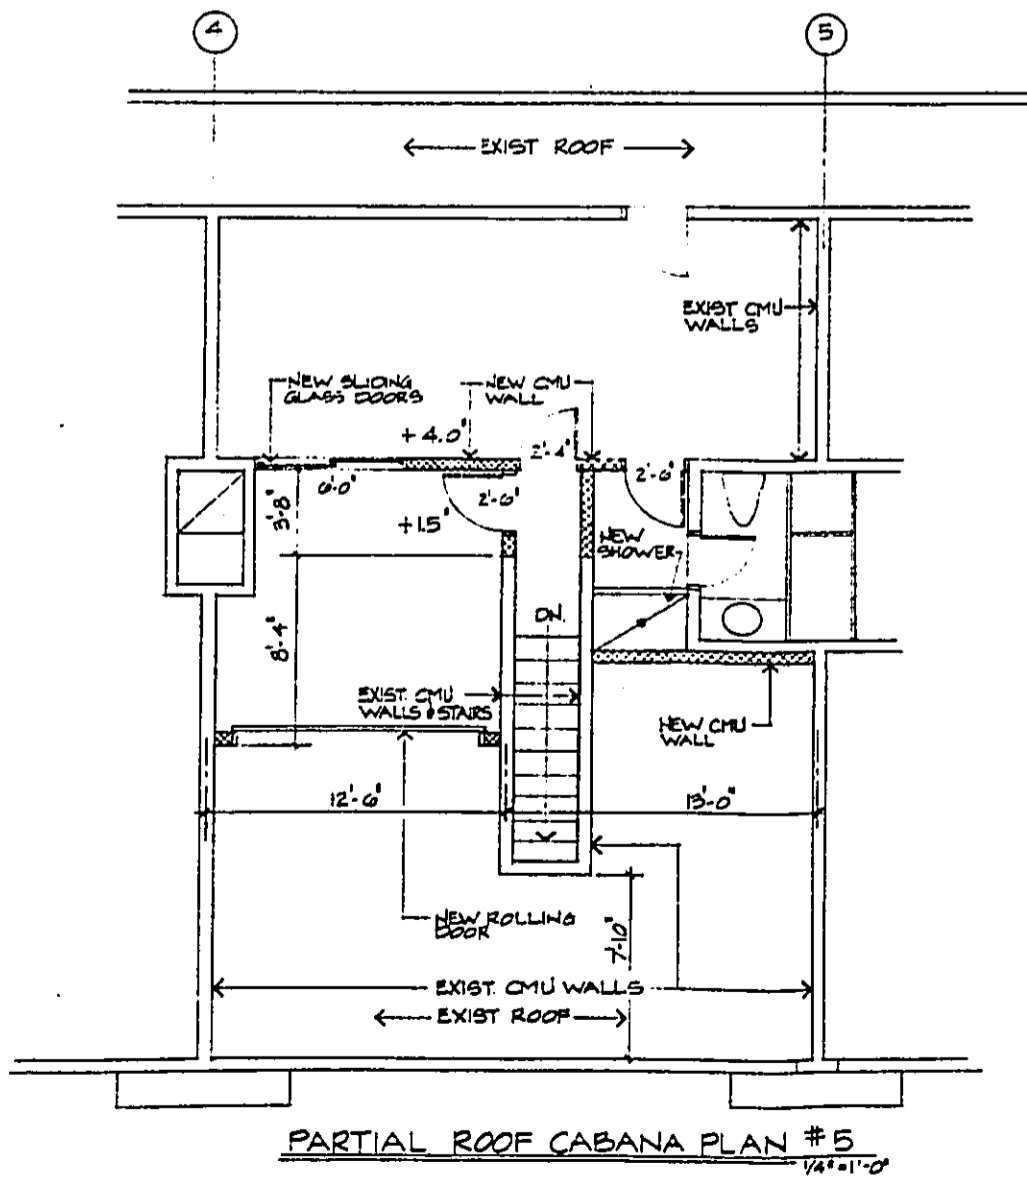 4
5
EXIST ROOF
EXIST CMU
WALLS
NEW SLIDING
GLASS DOORS
NEW CMU
WALL
+4.0"
2'-4"
6'-0"
2'-6"
2'-6"
3'-8"
+1.5"
NEW
SHOWER
DN.
8'-4"
EXIST. CMU
WALLS & STAIRS
NEW CMU
WALL
12'-6"
13'-0"
NEW ROLLING
DOOR
7'-10"
EXIST. CMU WALLS
EXIST ROOF
PARTIAL ROOF CABANA PLAN #5
1/4"=1'-0"